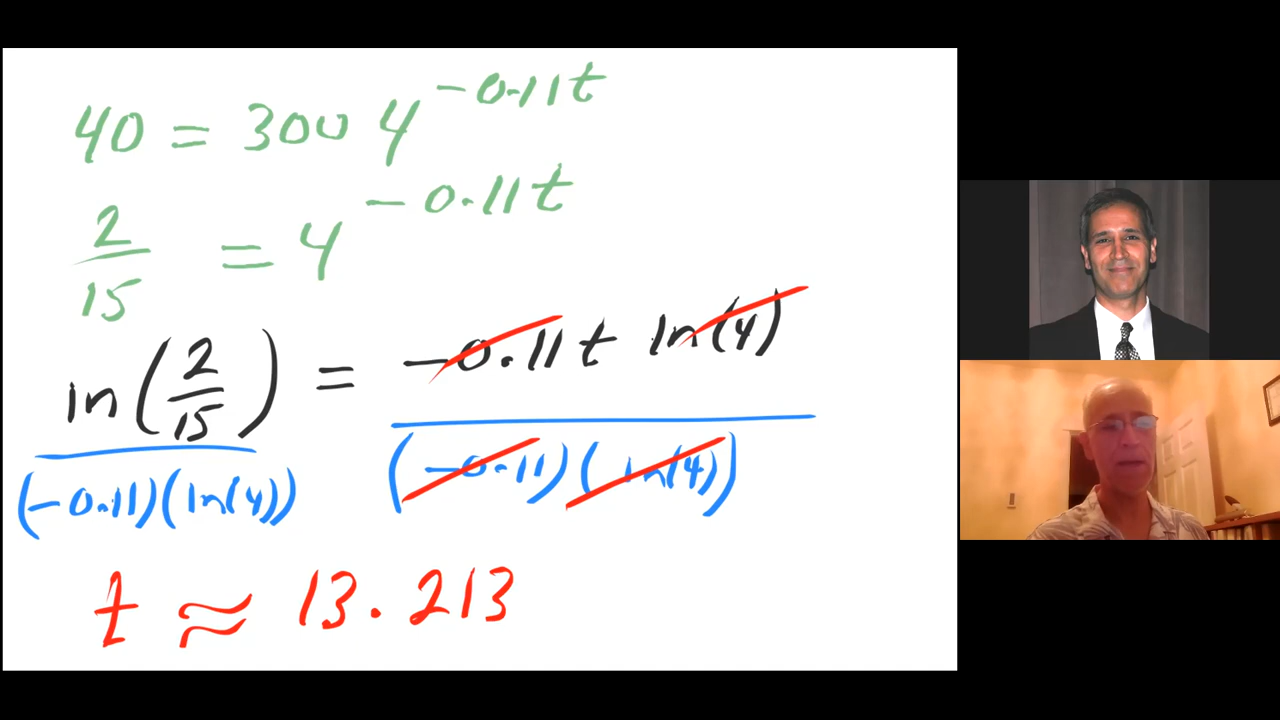 40 = 300 4^{-0.11t}
2/15 = 4^{-0.11t}
ln(2/15) = -0.11t ln(4)
(-0.11)(ln(4)) (-0.11)(ln(4))
t ≈ 13.213